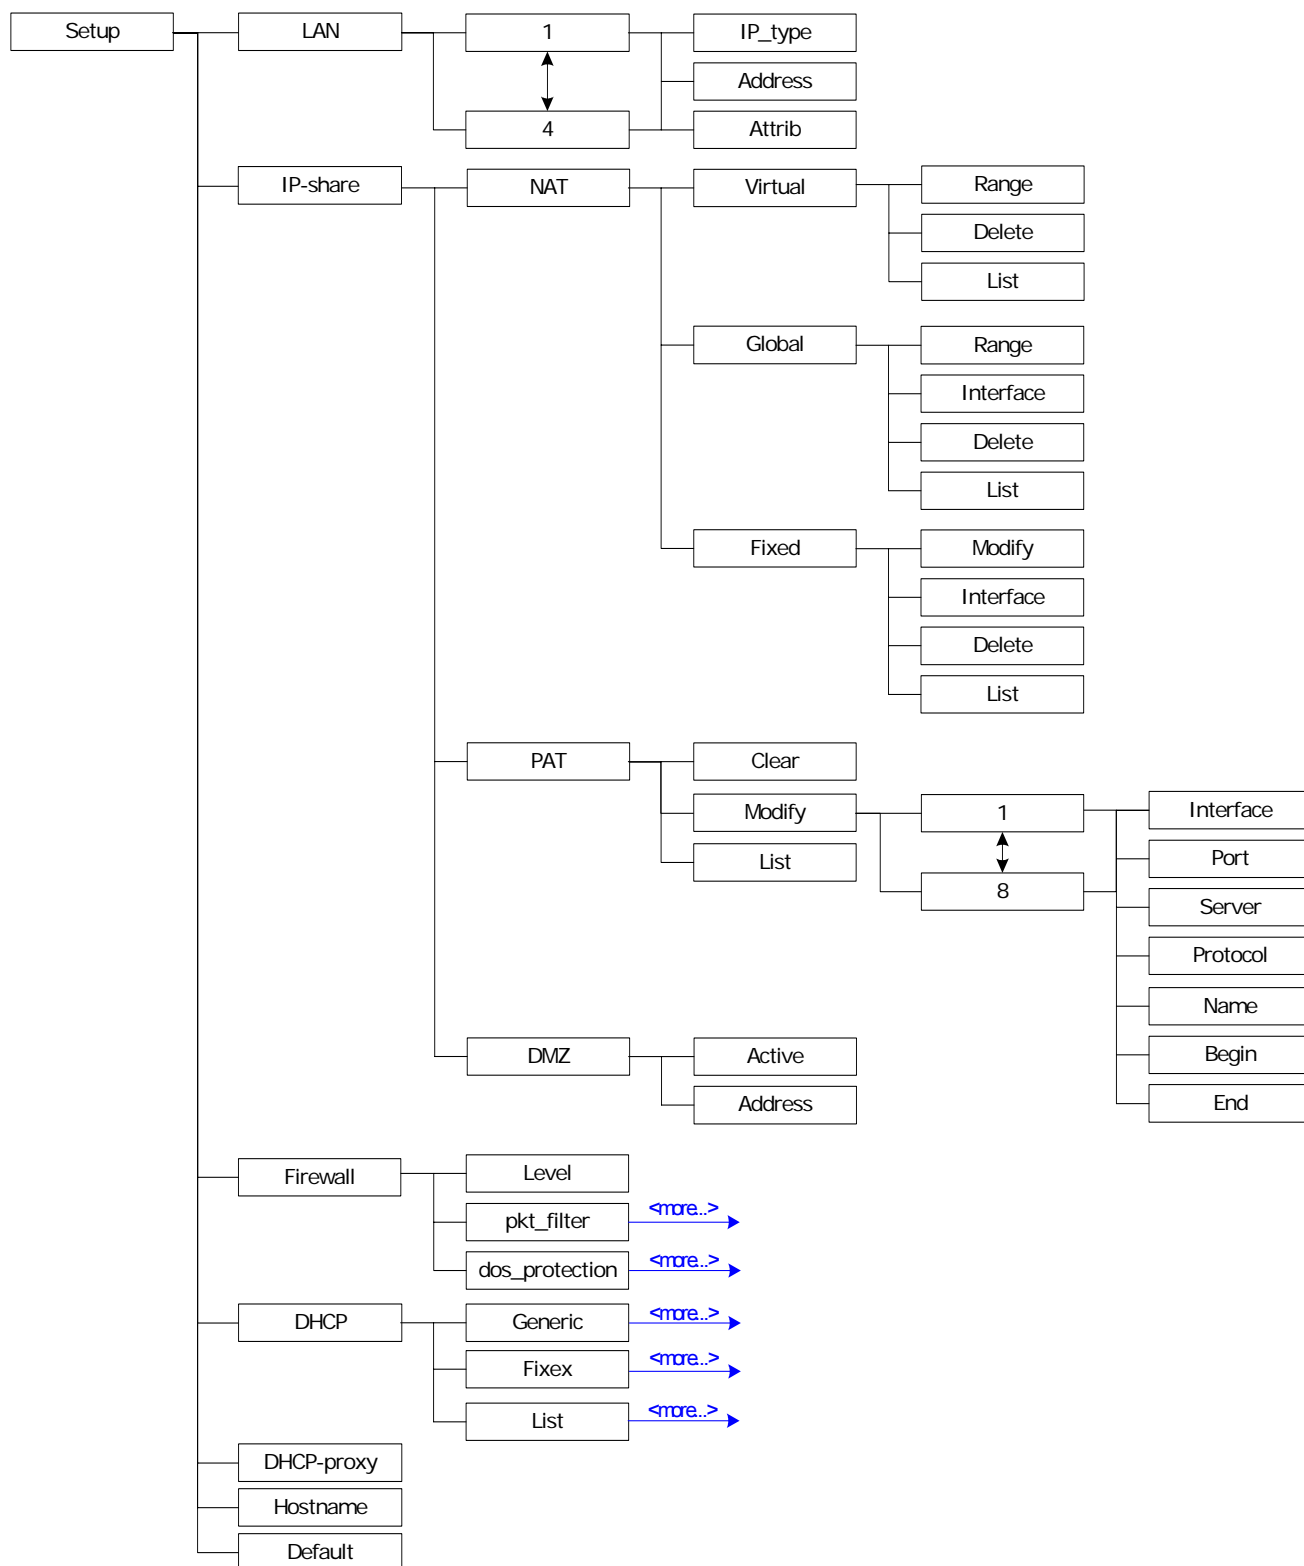 Setup
LAN
1
IP_type
Address
4
Attrib
IP-share
NAT
Virtual
Range
Delete
List
Global
Range
Interface
Delete
List
Fixed
Modify
Interface
Delete
List
PAT
Clear
Modify
1
Interface
List
Port
8
Server
Protocol
Name
DMZ
Active
Begin
Address
End
Firewall
Level
pkt_filter
<more...>
dos_protection
<more...>
DHCP
Generic
<more...>
Fixex
<more...>
List
<more...>
DHCP-proxy
Hostname
Default